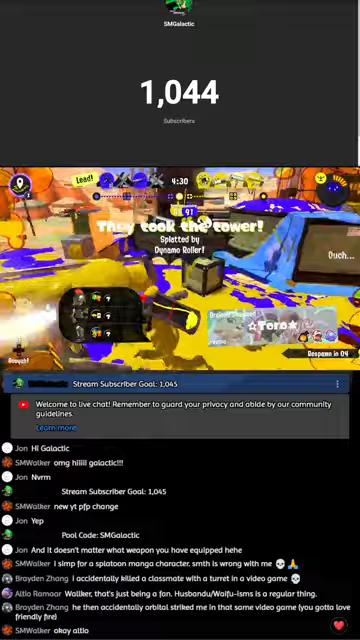 SMGalactic
1,044
Subscribers
Lead!
4:30
91
They took the tower!
Splatted by
Dynamo Roller!
Ouch...
☆Toro★
Booyah!
Respawn in 04
Stream Subscriber Goal: 1,045
Welcome to live chat! Remember to guard your privacy and abide by our community
guidelines.
Learn more
Jon Hi Galactic
SMWalker omg hiiiii galactic!!!
Jon Nvrm
Stream Subscriber Goal: 1,045
SMWalker new yt pfp change
Jon Yep
Pool Code: SMGalactic
Jon And it doesn't matter what weapon you have equipped hehe
SMWalker i simp for a splatoon manga character. smth is wrong with me 💀🙏
Brayden Zhang i accidentally killed a classmate with a turret in a video game 💀
Altio Ramaar Wallker, that's just being a fan. Husbandu/Waifu-isms is a regular thing.
Brayden Zhang he then accidentally orbital striked me in that same video game (you gotta love
friendly fire)
SMWalker okay altio